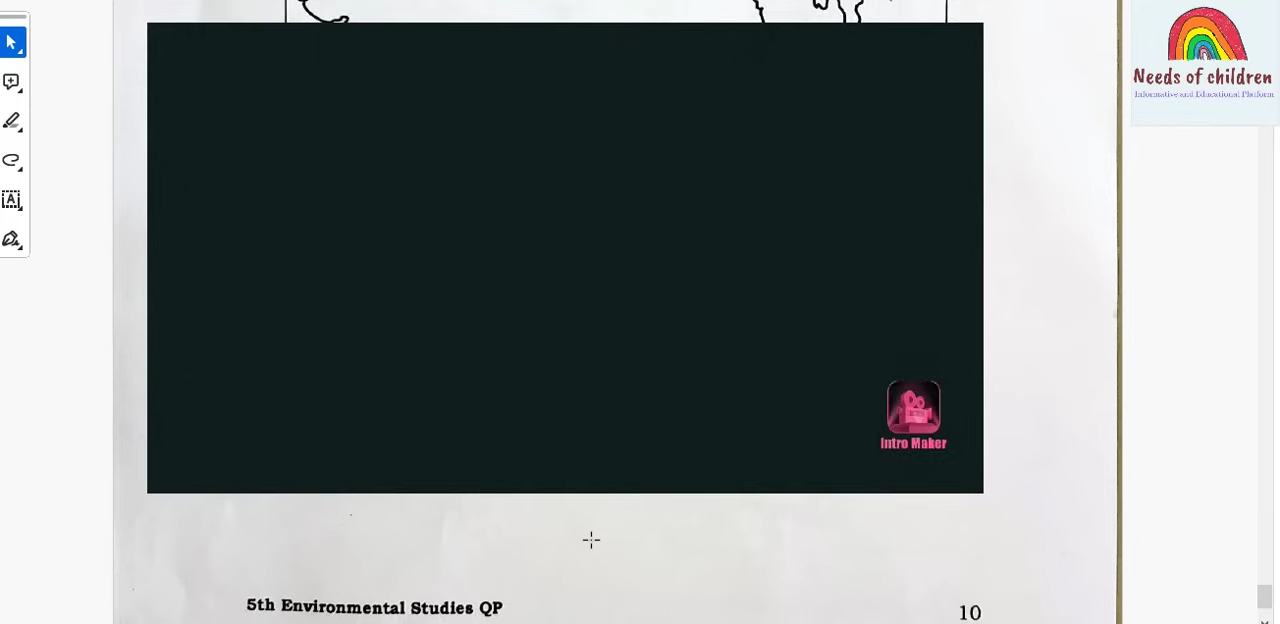 Needs of children
Informative and Educational Platform
Intro Maker
5th Environmental Studies QP
10